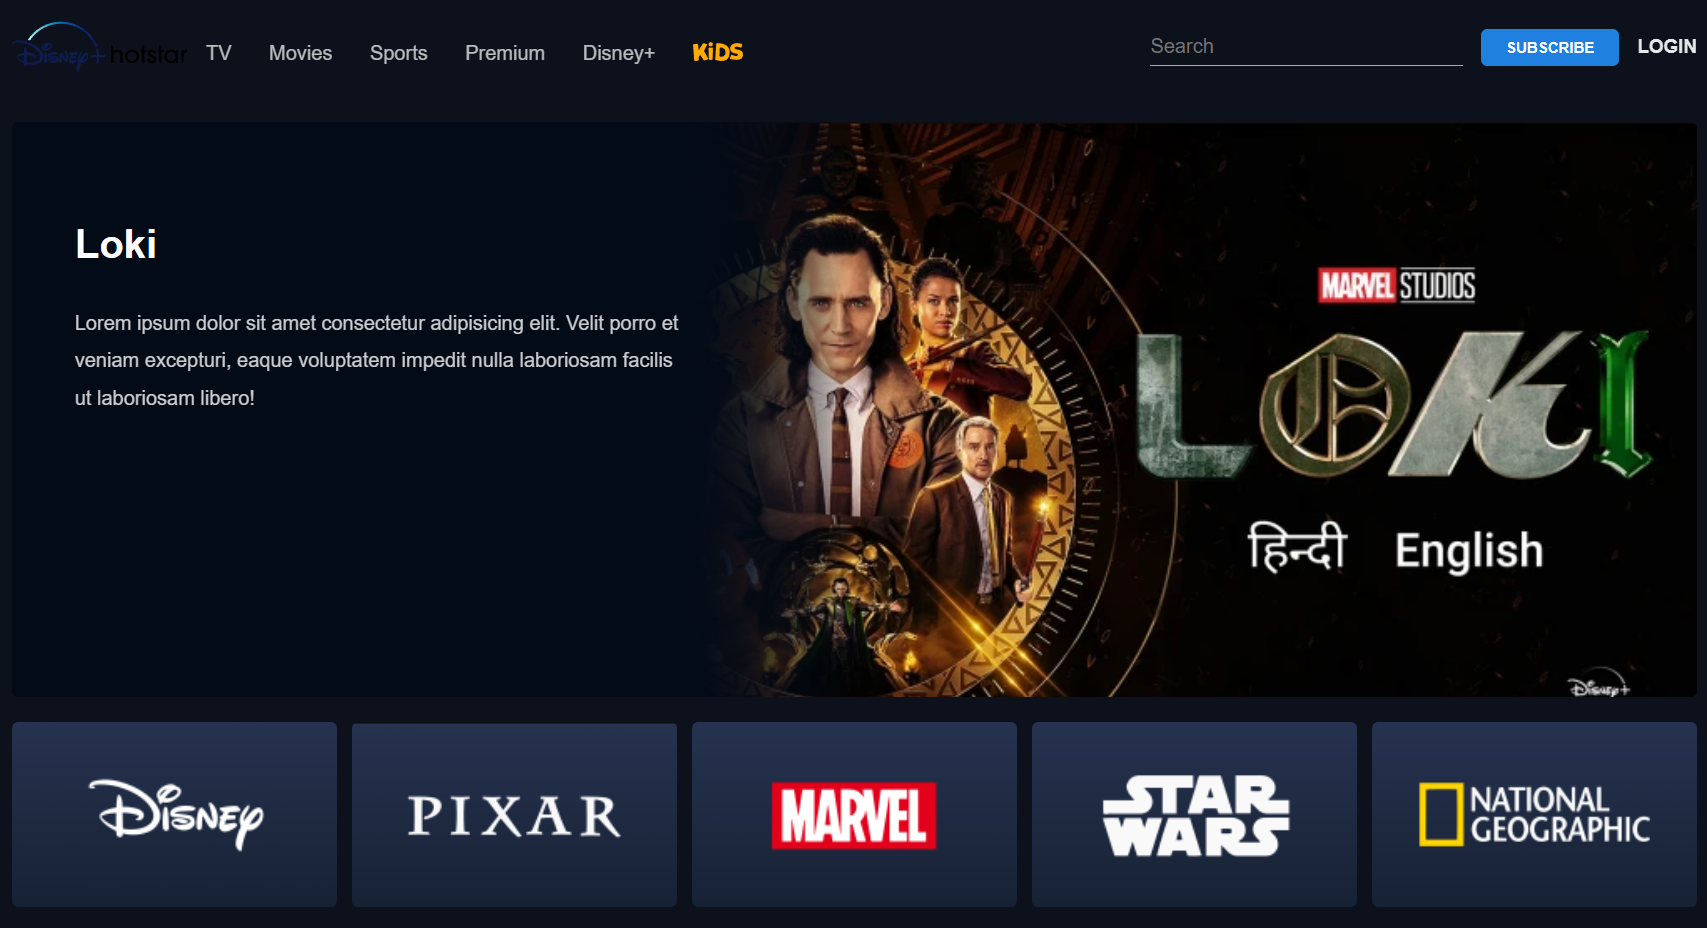 Disney+ hotstar TV Movies Sports Premium Disney+ KiDS Search SUBSCRIBE LOGIN
Loki
Lorem ipsum dolor sit amet consectetur adipisicing elit. Velit porro et
veniam excepturi, eaque voluptatem impedit nulla laboriosam facilis
ut laboriosam libero!
MARVEL STUDIOS
LOKI
हिन्दी English
Disney+
Disney
PIXAR
MARVEL
STAR
WARS
NATIONAL
GEOGRAPHIC